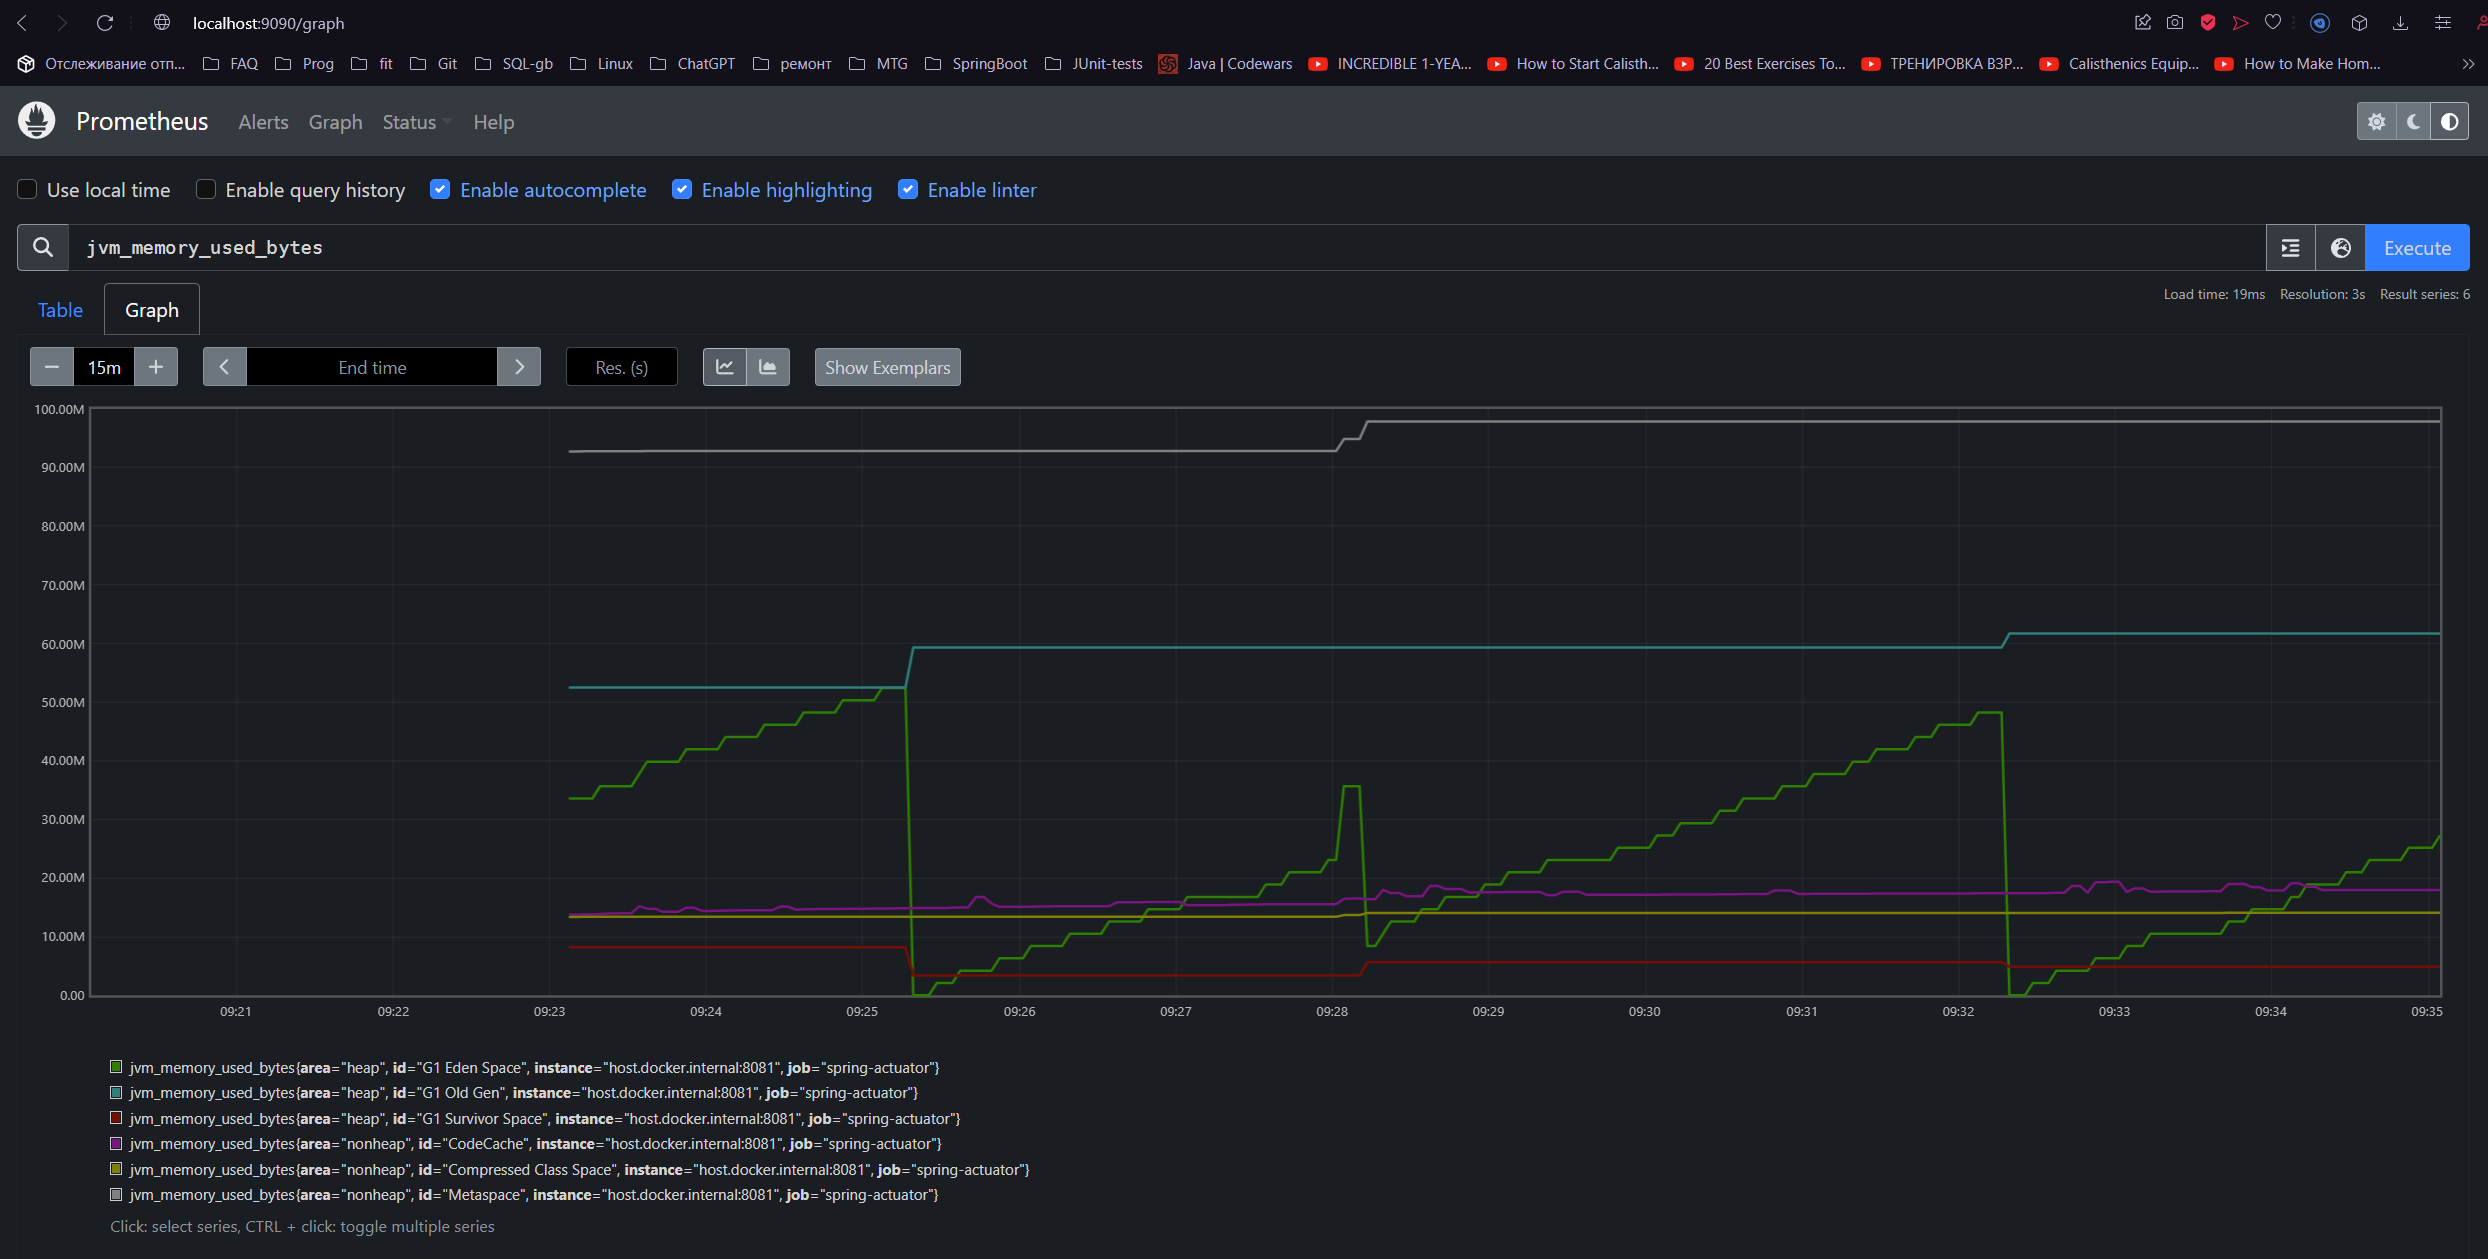 localhost:9090/graph
Отслеживание отп... FAQ Prog fit Git SQL-gb Linux ChatGPT ремонт MTG SpringBoot JUnit-tests Java | Codewars INCREDIBLE 1-YEA... How to Start Calisth... 20 Best Exercises To... ТРЕНИРОВКА ВЗР... Calisthenics Equip... How to Make Hom...
Prometheus Alerts Graph Status Help
Use local time Enable query history Enable autocomplete Enable highlighting Enable linter
jvm_memory_used_bytes Execute
Table Graph Load time: 19ms Resolution: 3s Result series: 6
15m End time Res. (s) Show Exemplars
100.00M
90.00M
80.00M
70.00M
60.00M
50.00M
40.00M
30.00M
20.00M
10.00M
0.00
09:21 09:22 09:23 09:24 09:25 09:26 09:27 09:28 09:29 09:30 09:31 09:32 09:33 09:34 09:35
jvm_memory_used_bytes{area="heap", id="G1 Eden Space", instance="host.docker.internal:8081", job="spring-actuator"}
jvm_memory_used_bytes{area="heap", id="G1 Old Gen", instance="host.docker.internal:8081", job="spring-actuator"}
jvm_memory_used_bytes{area="heap", id="G1 Survivor Space", instance="host.docker.internal:8081", job="spring-actuator"}
jvm_memory_used_bytes{area="nonheap", id="CodeCache", instance="host.docker.internal:8081", job="spring-actuator"}
jvm_memory_used_bytes{area="nonheap", id="Compressed Class Space", instance="host.docker.internal:8081", job="spring-actuator"}
jvm_memory_used_bytes{area="nonheap", id="Metaspace", instance="host.docker.internal:8081", job="spring-actuator"}
Click: select series, CTRL + click: toggle multiple series